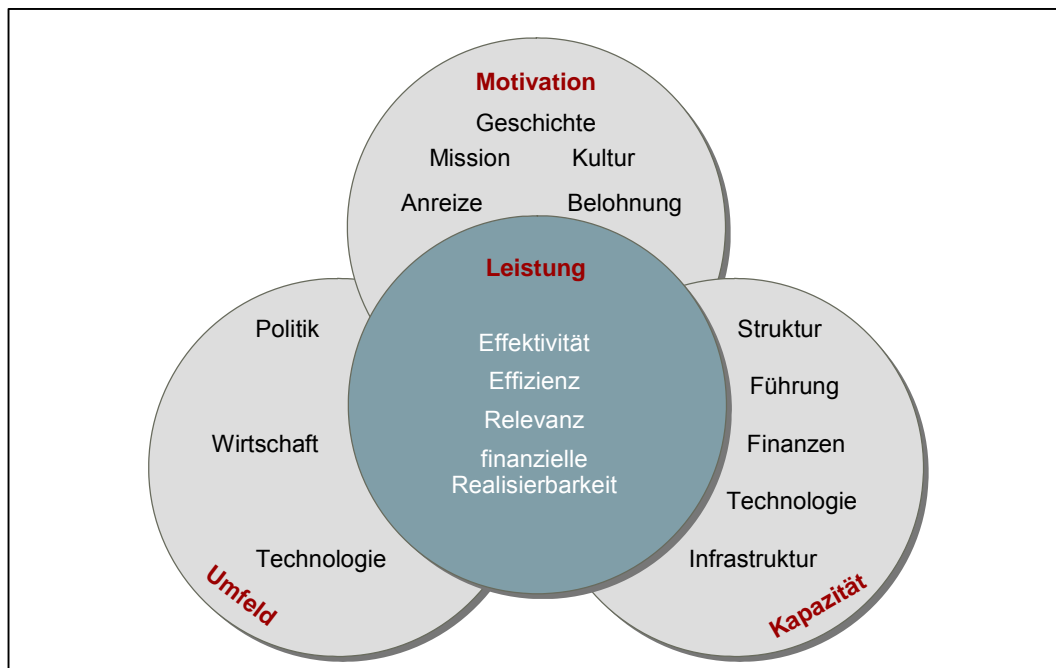 Motivation
Geschichte
Mission Kultur
Anreize Belohnung
Leistung
Effektivität
Effizienz
Relevanz
finanzielle
Realisierbarkeit
Politik
Wirtschaft
Technologie
Umfeld
Struktur
Führung
Finanzen
Technologie
Infrastruktur
Kapazität